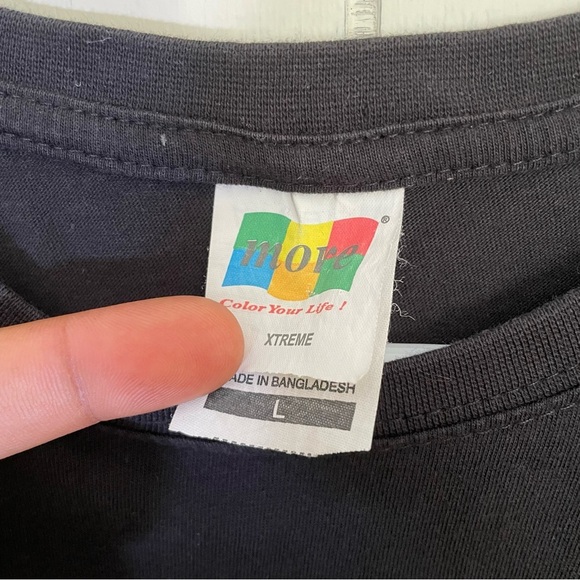 more ®
Color Your Life !
XTREME
ADE IN BANGLADESH
L